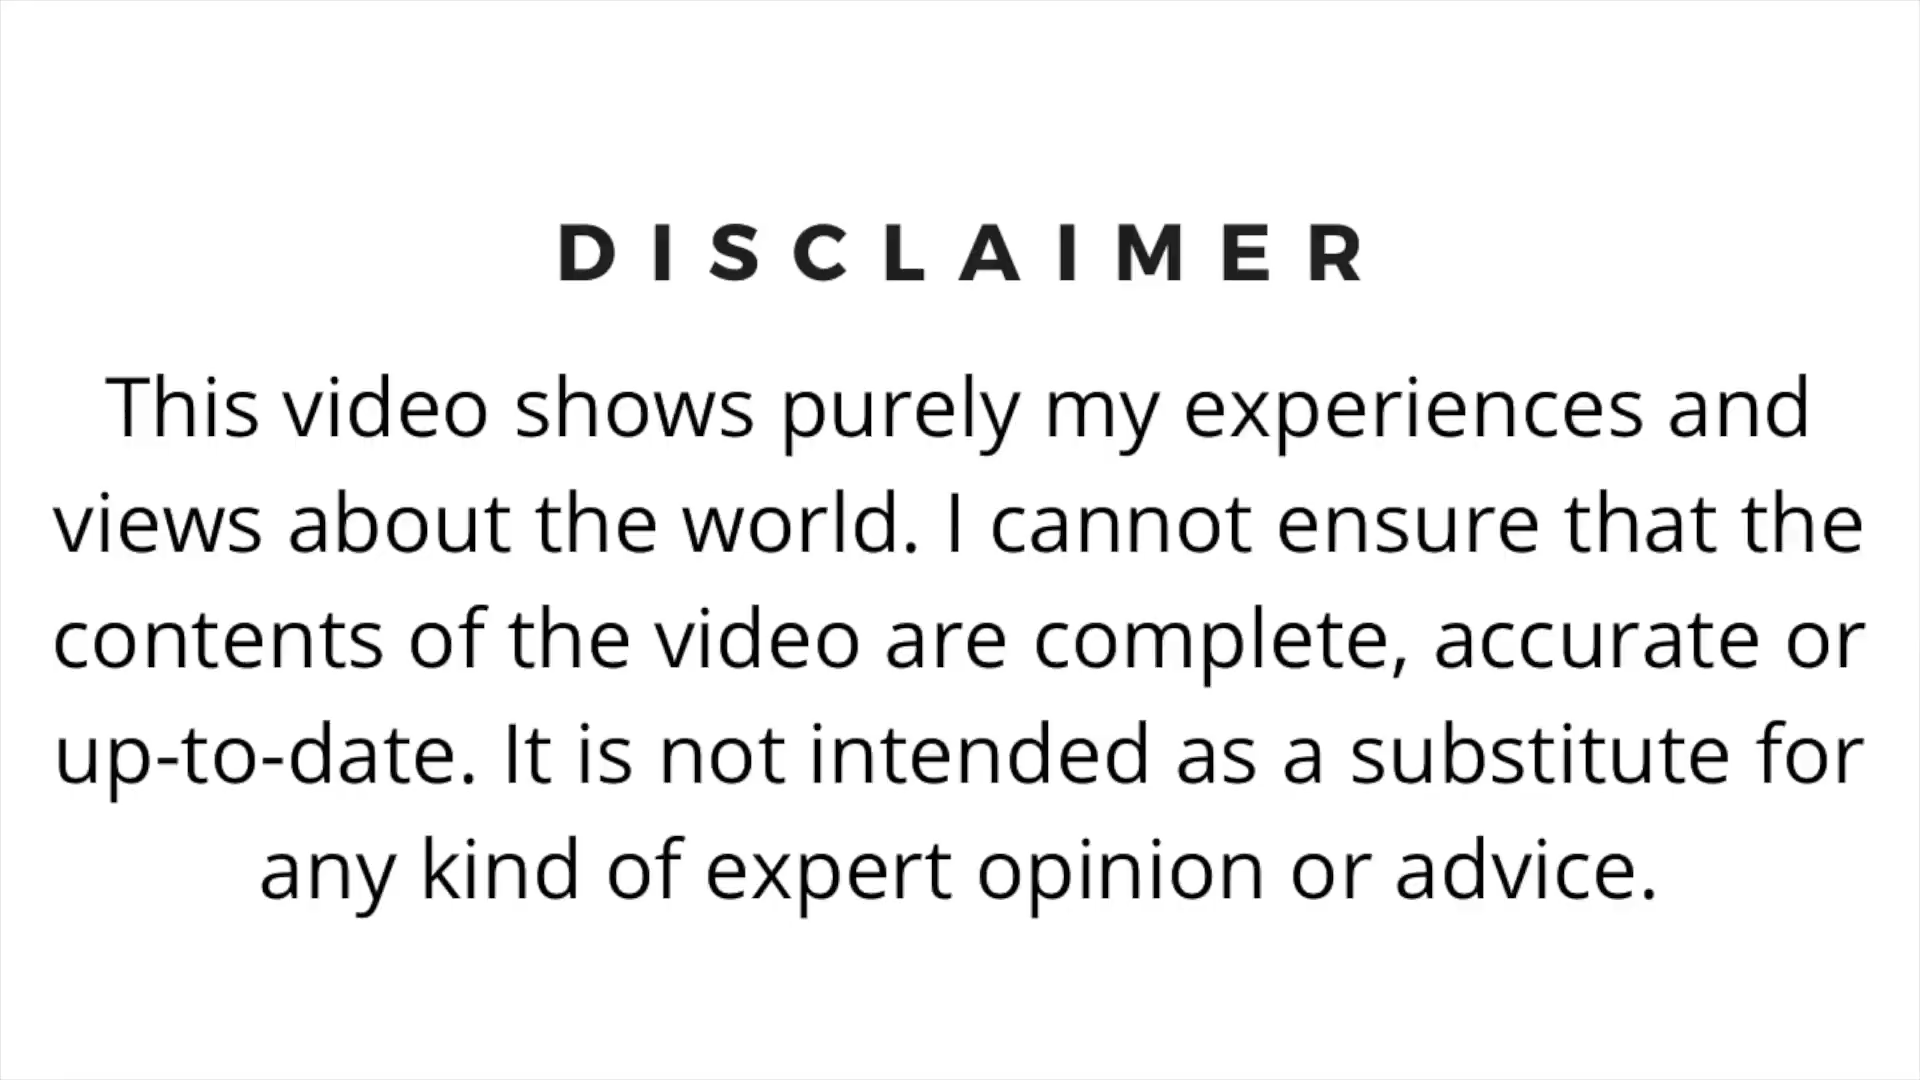 DISCLAIMER
This video shows purely my experiences and
views about the world. I cannot ensure that the
contents of the video are complete, accurate or
up-to-date. It is not intended as a substitute for
any kind of expert opinion or advice.